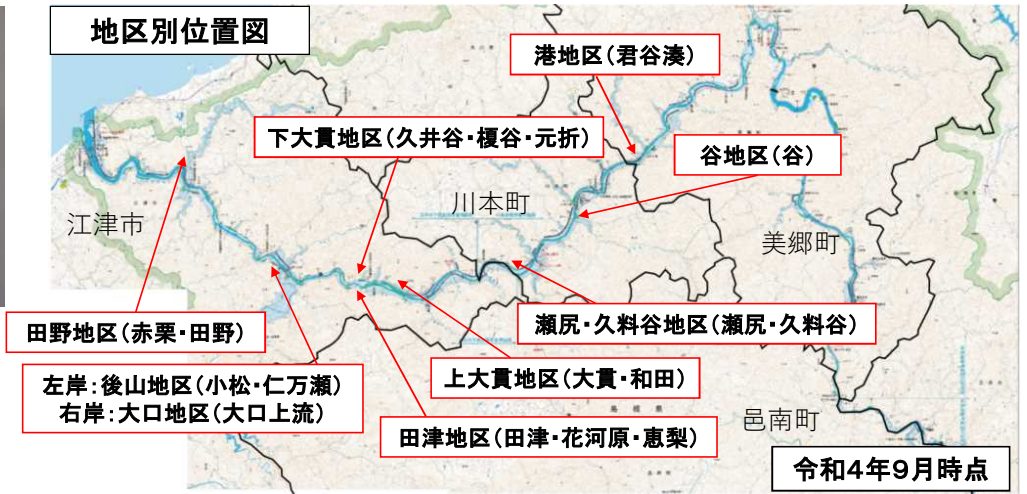 地区別位置図
港地区(君谷湊)
下大貫地区(久井谷・榎谷・元折)
谷地区(谷)
川本町
江津市
美郷町
田野地区(赤栗・田野)
瀬尻・久料谷地区(瀬尻・久料谷)
左岸:後山地区(小松・仁万瀬)
右岸:大口地区(大口上流)
上大貫地区(大貫・和田)
田津地区(田津・花河原・恵梨)
邑南町
令和4年9月時点